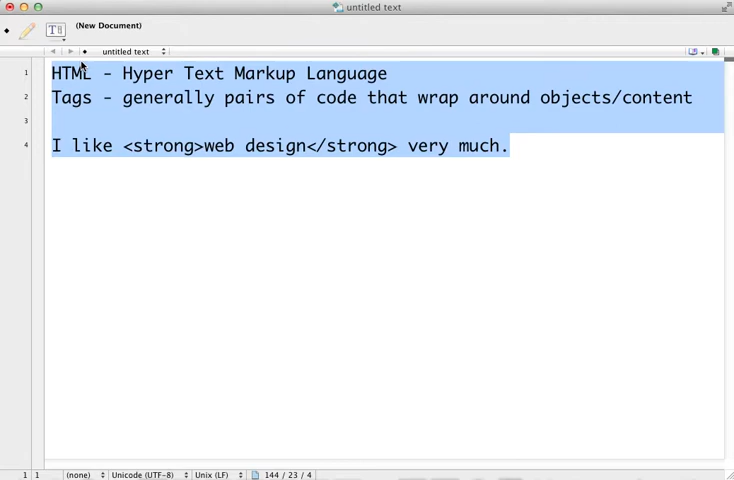 untitled text
(New Document)
untitled text
1 HTML - Hyper Text Markup Language
2 Tags - generally pairs of code that wrap around objects/content
3
4 I like <strong>web design</strong> very much.
1 1 (none) Unicode (UTF-8) Unix (LF) 144 / 23 / 4